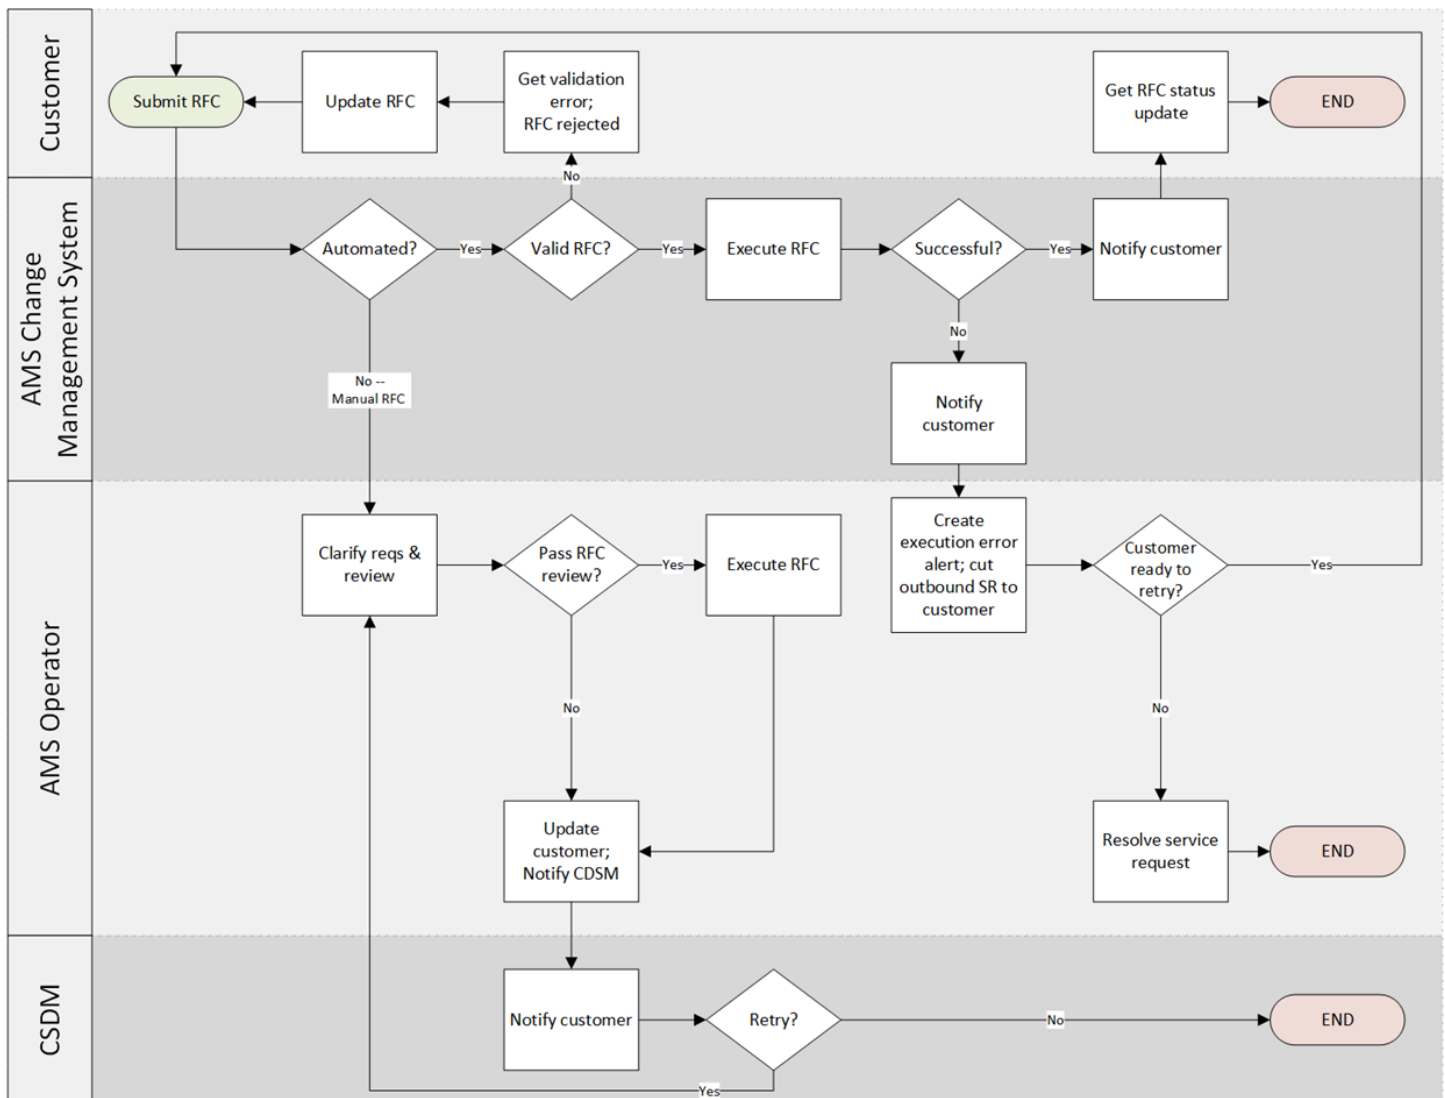 Customer
Submit RFC
Update RFC
Get validation
error;
RFC rejected
Get RFC status
update
END
No
AMS Change
Management System
Automated?
Yes
Valid RFC?
Yes
Execute RFC
Successful?
Yes
Notify customer
No
No --
Manual RFC
Notify
customer
AMS Operator
Clarify reqs &
review
Pass RFC
review?
Yes
Execute RFC
Create
execution error
alert; cut
outbound SR to
customer
Customer
ready to
retry?
Yes
No
No
Update
customer;
Notify CDSM
Resolve service
request
END
CSDM
Notify customer
Retry?
No
END
Yes